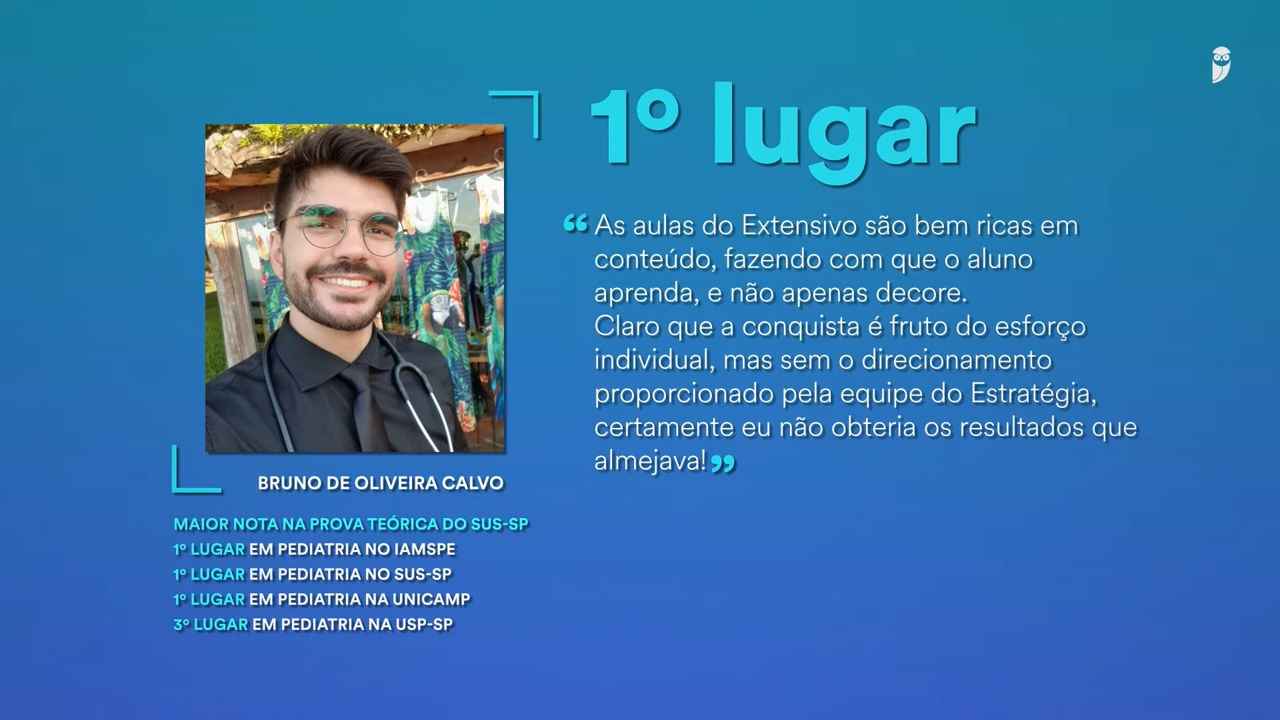 1º lugar
“ As aulas do Extensivo são bem ricas em
conteúdo, fazendo com que o aluno
aprenda, e não apenas decore.
Claro que a conquista é fruto do esforço
individual, mas sem o direcionamento
proporcionado pela equipe do Estratégia,
certamente eu não obteria os resultados que
almejava! ”
BRUNO DE OLIVEIRA CALVO
MAIOR NOTA NA PROVA TEÓRICA DO SUS-SP
1º LUGAR EM PEDIATRIA NO IAMSPE
1º LUGAR EM PEDIATRIA NO SUS-SP
1º LUGAR EM PEDIATRIA NA UNICAMP
3º LUGAR EM PEDIATRIA NA USP-SP